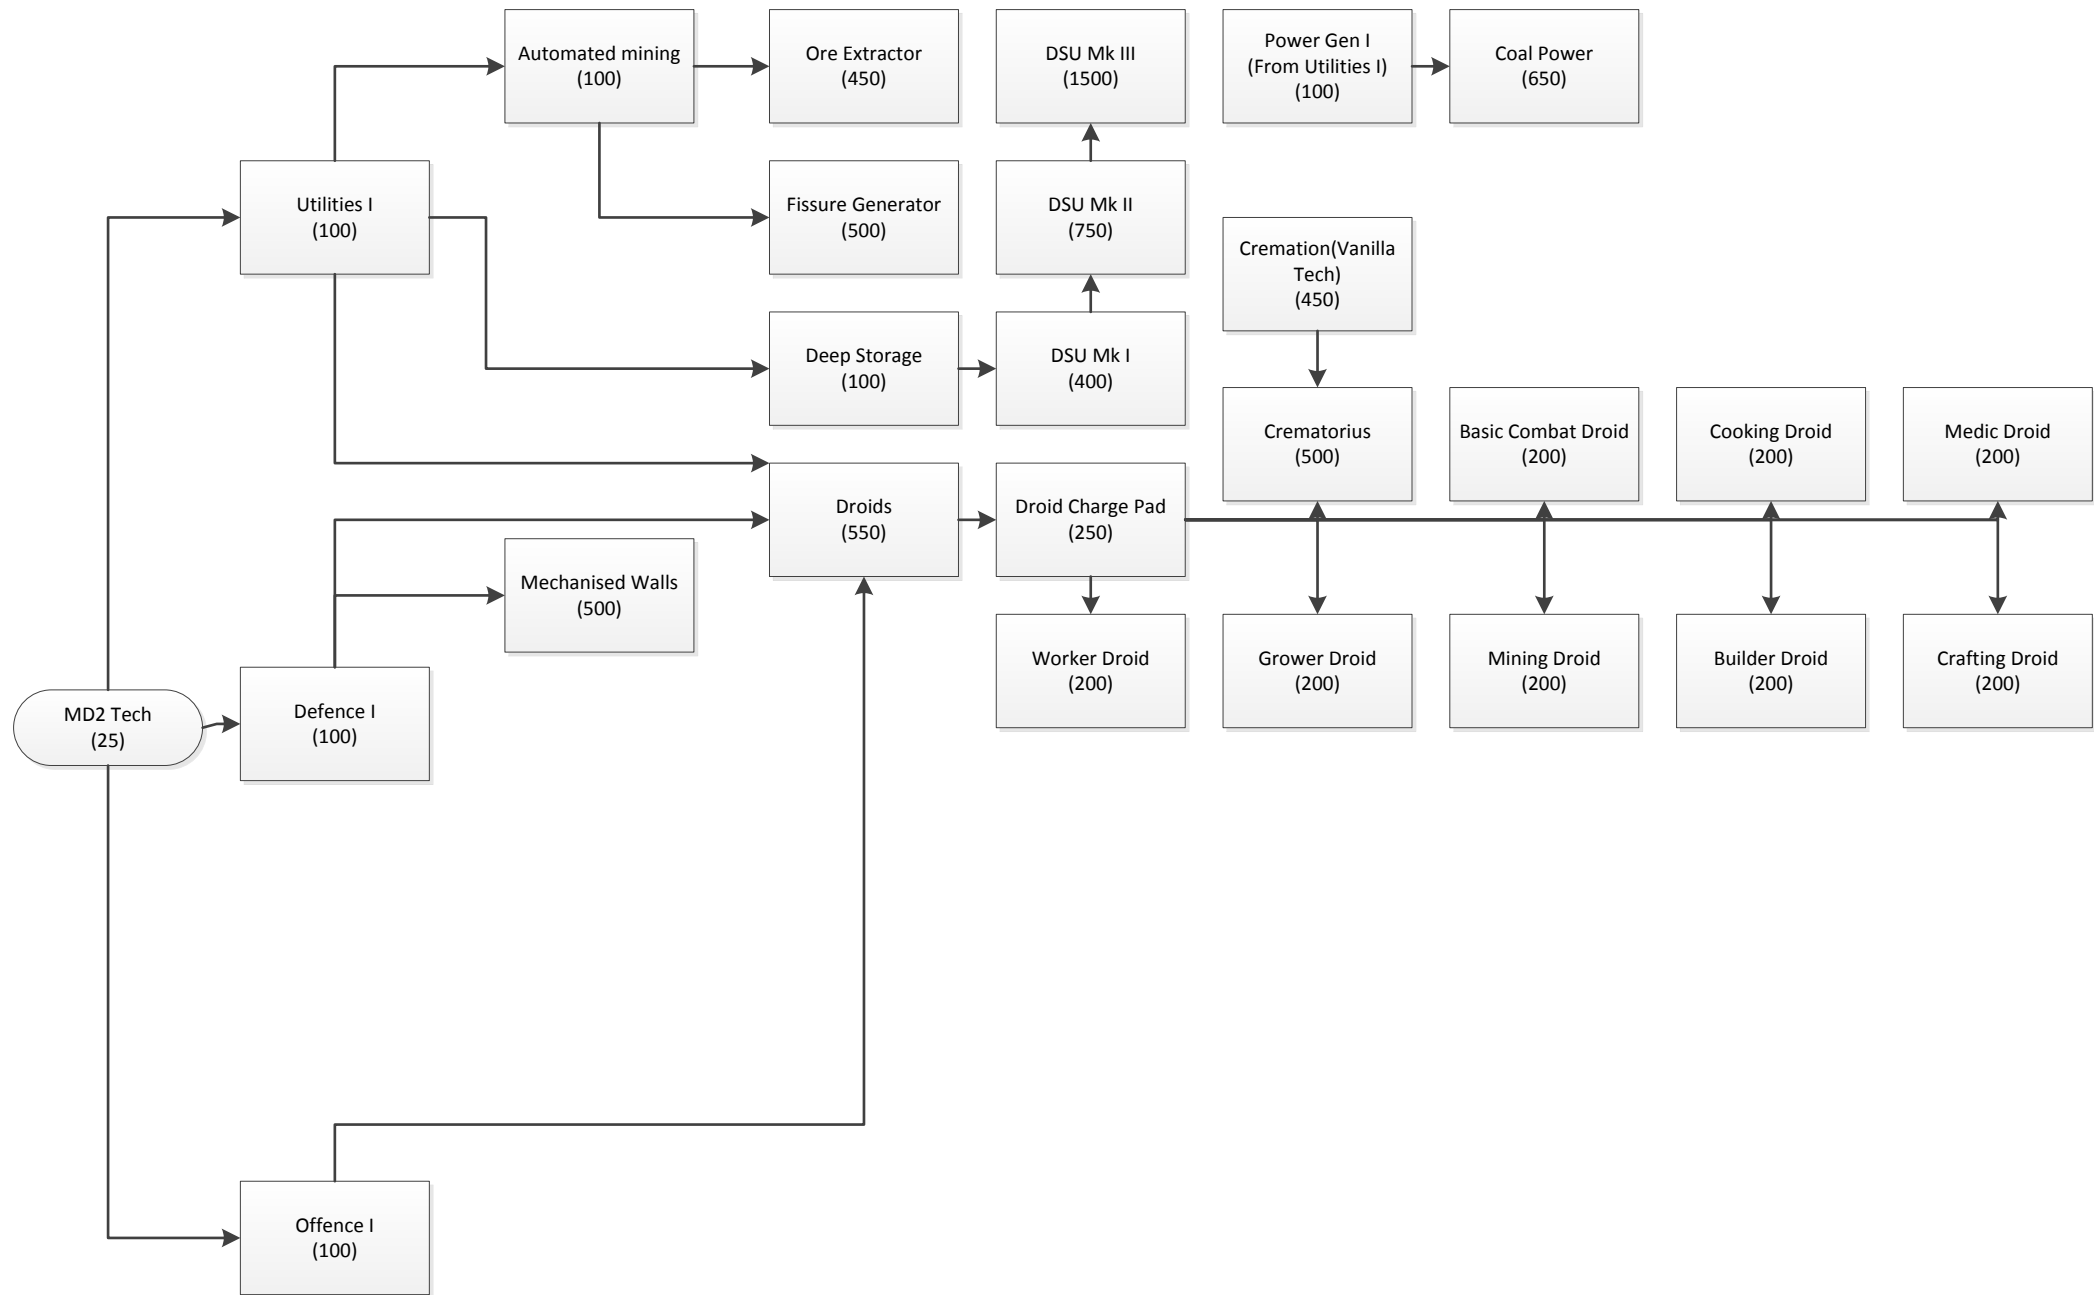 Automated mining
(100)
Ore Extractor
(450)
DSU Mk III
(1500)
Power Gen I
(From Utilities I)
(100)
Coal Power
(650)
Utilities I
(100)
Fissure Generator
(500)
DSU Mk II
(750)
Cremation(Vanilla
Tech)
(450)
Deep Storage
(100)
DSU Mk I
(400)
Crematorius
(500)
Basic Combat Droid
(200)
Cooking Droid
(200)
Medic Droid
(200)
Droids
(550)
Droid Charge Pad
(250)
Mechanised Walls
(500)
Worker Droid
(200)
Grower Droid
(200)
Mining Droid
(200)
Builder Droid
(200)
Crafting Droid
(200)
MD2 Tech
(25)
Defence I
(100)
Offence I
(100)